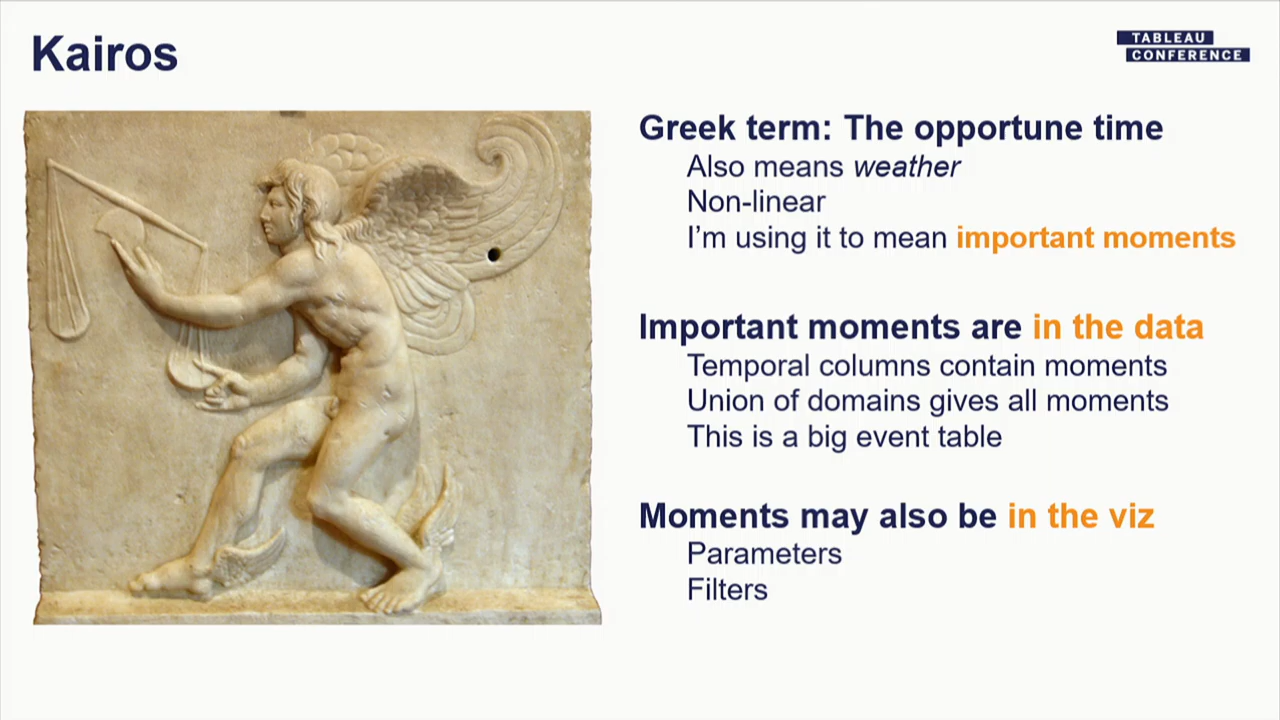 Kairos
TABLEAU
CONFERENCE
Greek term: The opportune time
Also means weather
Non-linear
I'm using it to mean important moments
Important moments are in the data
Temporal columns contain moments
Union of domains gives all moments
This is a big event table
Moments may also be in the viz
Parameters
Filters